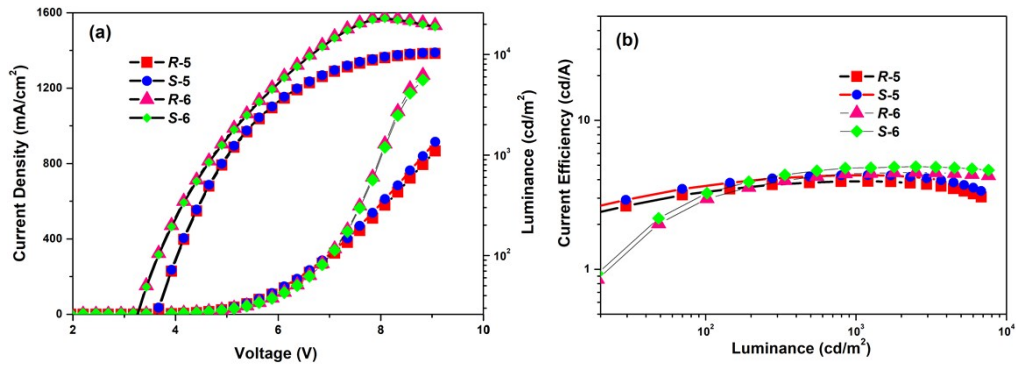 (a)
R-5
S-5
R-6
S-6
Current Density (mA/cm²)
1600
1200
800
400
0
2
4
6
8
10
Voltage (V)
Luminance (cd/m²)
10⁴
10³
10²
(b)
R-5
S-5
R-6
S-6
Current Efficiency (cd/A)
10
1
10²
10³
10⁴
Luminance (cd/m²)